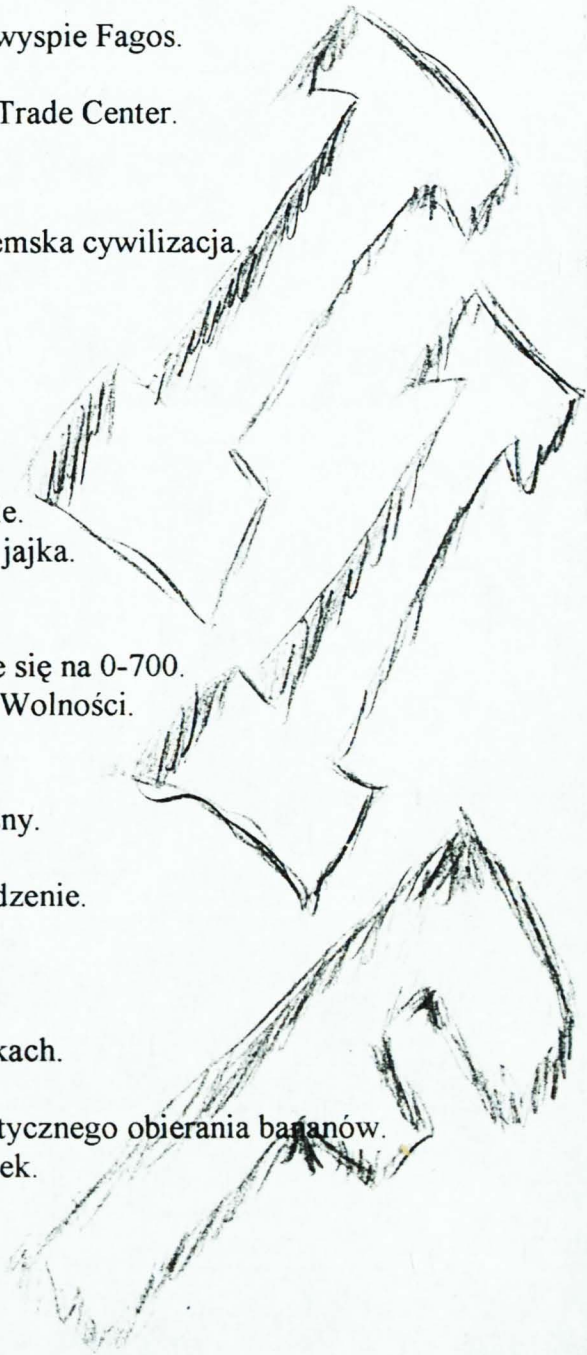 wyspie Fagos.
Trade Center.
emska cywilizacja.
e.
jajka.
e się na 0-700.
Wolności.
ny.
dzenie.
kach.
tycznego obierania bananów.
ek.